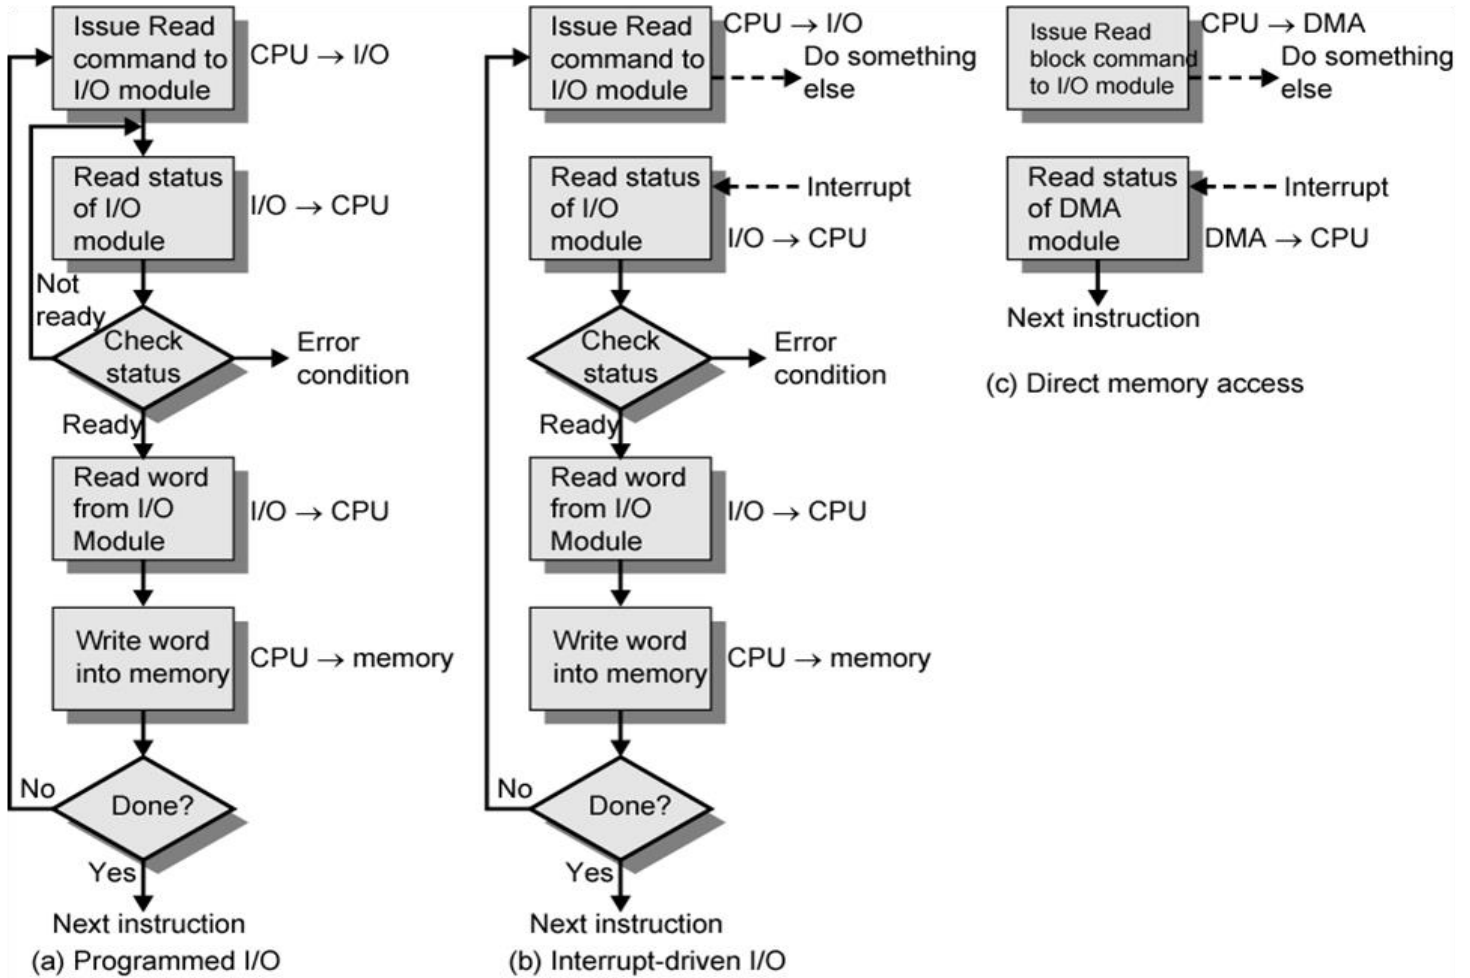 Issue Read
command to
I/O module
CPU → I/O
Read status
of I/O
module
I/O → CPU
Not
ready
Check
status
Error
condition
Ready
Read word
from I/O
Module
I/O → CPU
Write word
into memory
CPU → memory
No
Done?
Yes
Next instruction
(a) Programmed I/O
Issue Read
command to
I/O module
CPU → I/O
Do something
else
Read status
of I/O
module
Interrupt
I/O → CPU
Check
status
Error
condition
Ready
Read word
from I/O
Module
I/O → CPU
Write word
into memory
CPU → memory
No
Done?
Yes
Next instruction
(b) Interrupt-driven I/O
Issue Read
block command
to I/O module
CPU → DMA
Do something
else
Read status
of DMA
module
Interrupt
DMA → CPU
Next instruction
(c) Direct memory access